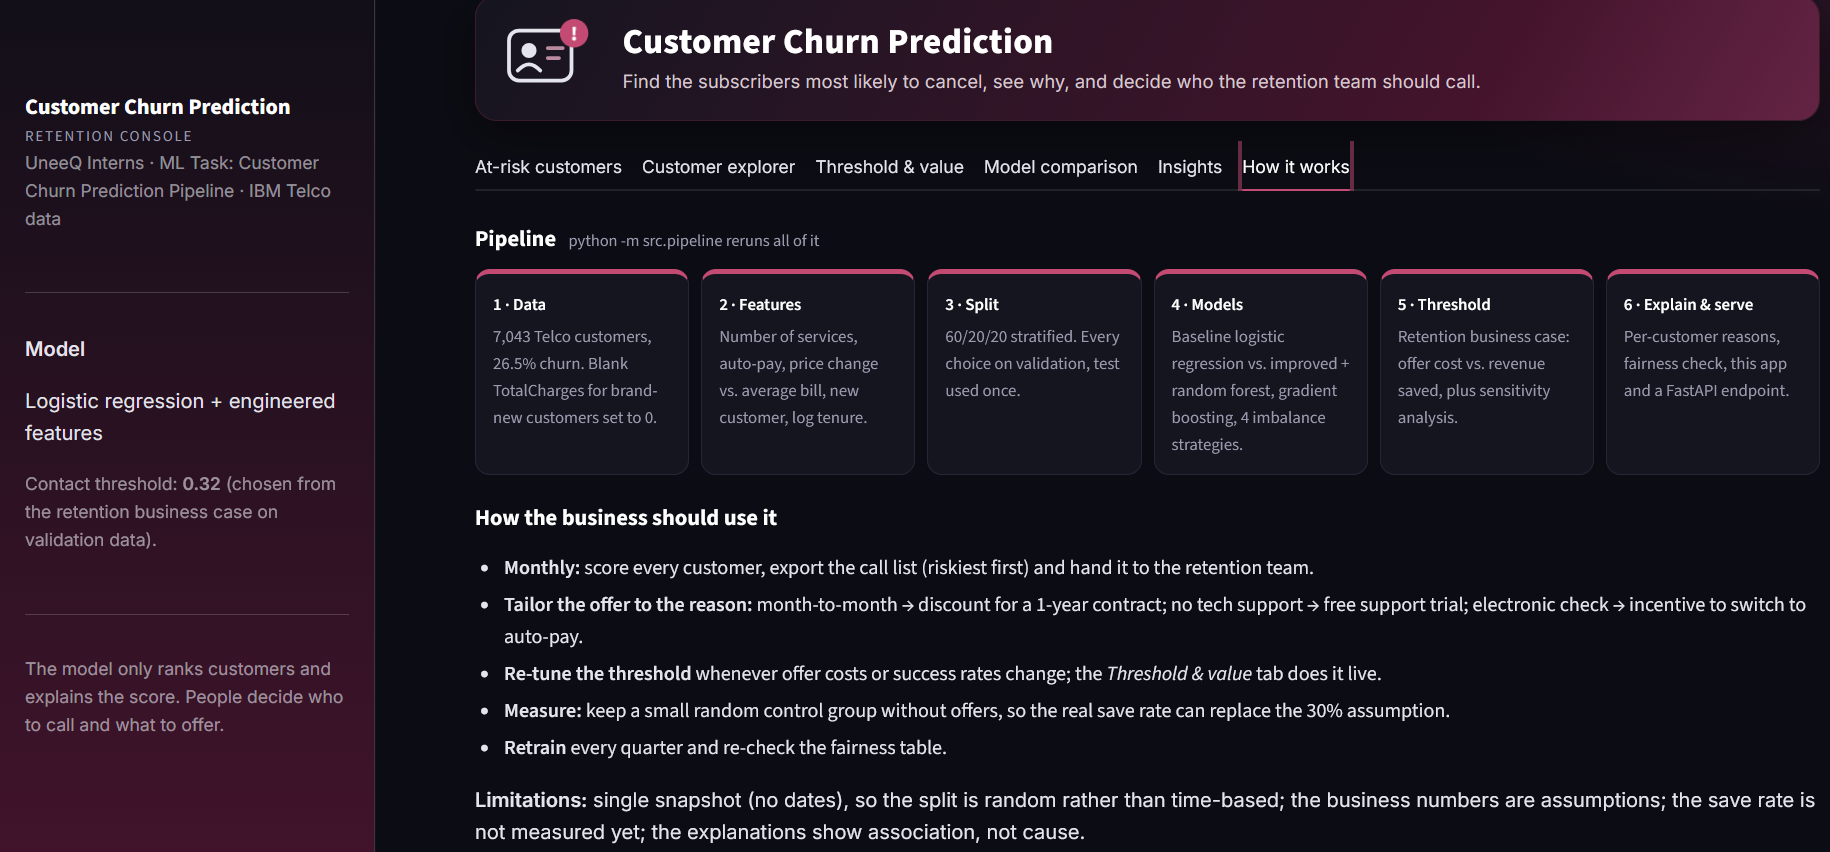 Customer Churn Prediction
RETENTION CONSOLE
UneeQ Interns · ML Task: Customer
Churn Prediction Pipeline · IBM Telco
data
Model
Logistic regression + engineered
features
Contact threshold: 0.32 (chosen from
the retention business case on
validation data).
The model only ranks customers and
explains the score. People decide who
to call and what to offer.
!
Customer Churn Prediction
Find the subscribers most likely to cancel, see why, and decide who the retention team should call.
At-risk customers Customer explorer Threshold & value Model comparison Insights How it works
Pipeline python -m src.pipeline reruns all of it
1 · Data
7,043 Telco customers,
26.5% churn. Blank
TotalCharges for brand-
new customers set to 0.
2 · Features
Number of services,
auto-pay, price change
vs. average bill, new
customer, log tenure.
3 · Split
60/20/20 stratified. Every
choice on validation, test
used once.
4 · Models
Baseline logistic
regression vs. improved +
random forest, gradient
boosting, 4 imbalance
strategies.
5 · Threshold
Retention business case:
offer cost vs. revenue
saved, plus sensitivity
analysis.
6 · Explain & serve
Per-customer reasons,
fairness check, this app
and a FastAPI endpoint.
How the business should use it
• Monthly: score every customer, export the call list (riskiest first) and hand it to the retention team.
• Tailor the offer to the reason: month-to-month → discount for a 1-year contract; no tech support → free support trial; electronic check → incentive to switch to
auto-pay.
• Re-tune the threshold whenever offer costs or success rates change; the Threshold & value tab does it live.
• Measure: keep a small random control group without offers, so the real save rate can replace the 30% assumption.
• Retrain every quarter and re-check the fairness table.
Limitations: single snapshot (no dates), so the split is random rather than time-based; the business numbers are assumptions; the save rate is
not measured yet; the explanations show association, not cause.